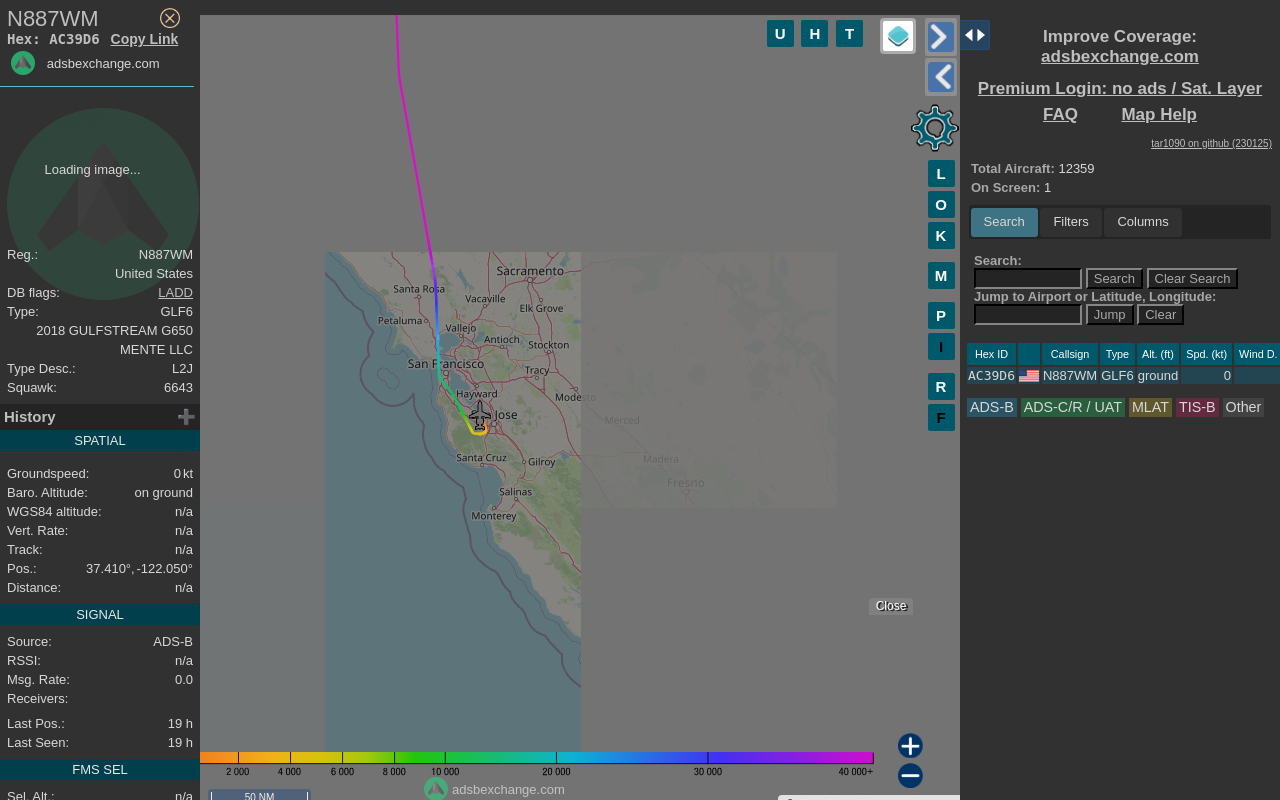 N887WM
Hex: AC39D6 Copy Link
adsbexchange.com
Loading image...
Reg.: N887WM
United States
DB flags: LADD
Type: GLF6
2018 GULFSTREAM G650
MENTE LLC
Type Desc.: L2J
Squawk: 6643
History
SPATIAL
Groundspeed: 0 kt
Baro. Altitude: on ground
WGS84 altitude: n/a
Vert. Rate: n/a
Track: n/a
Pos.: 37.410°, -122.050°
Distance: n/a
SIGNAL
Source: ADS-B
RSSI: n/a
Msg. Rate: 0.0
Receivers:
Last Pos.: 19 h
Last Seen: 19 h
FMS SEL
Sel. Alt.: n/a
U H T
L
O
K
M
P
I
R
F
Sacramento
Santa Rosa
Vacaville
Elk Grove
Petaluma
Vallejo
Antioch
Stockton
San Francisco
Tracy
Hayward
Modesto
Jose
Merced
Santa Cruz
Gilroy
Madera
Fresno
Salinas
Monterey
Close
2 000 4 000 6 000 8 000 10 000 20 000 30 000 40 000+
adsbexchange.com
50 NM
Improve Coverage:
adsbexchange.com
Premium Login: no ads / Sat. Layer
FAQ Map Help
tar1090 on github (230125)
Total Aircraft: 12359
On Screen: 1
Search Filters Columns
Search:
Search Clear Search
Jump to Airport or Latitude, Longitude:
Jump Clear
Hex ID Callsign Type Alt. (ft) Spd. (kt) Wind D.
AC39D6 N887WM GLF6 ground 0
ADS-B ADS-C/R / UAT MLAT TIS-B Other